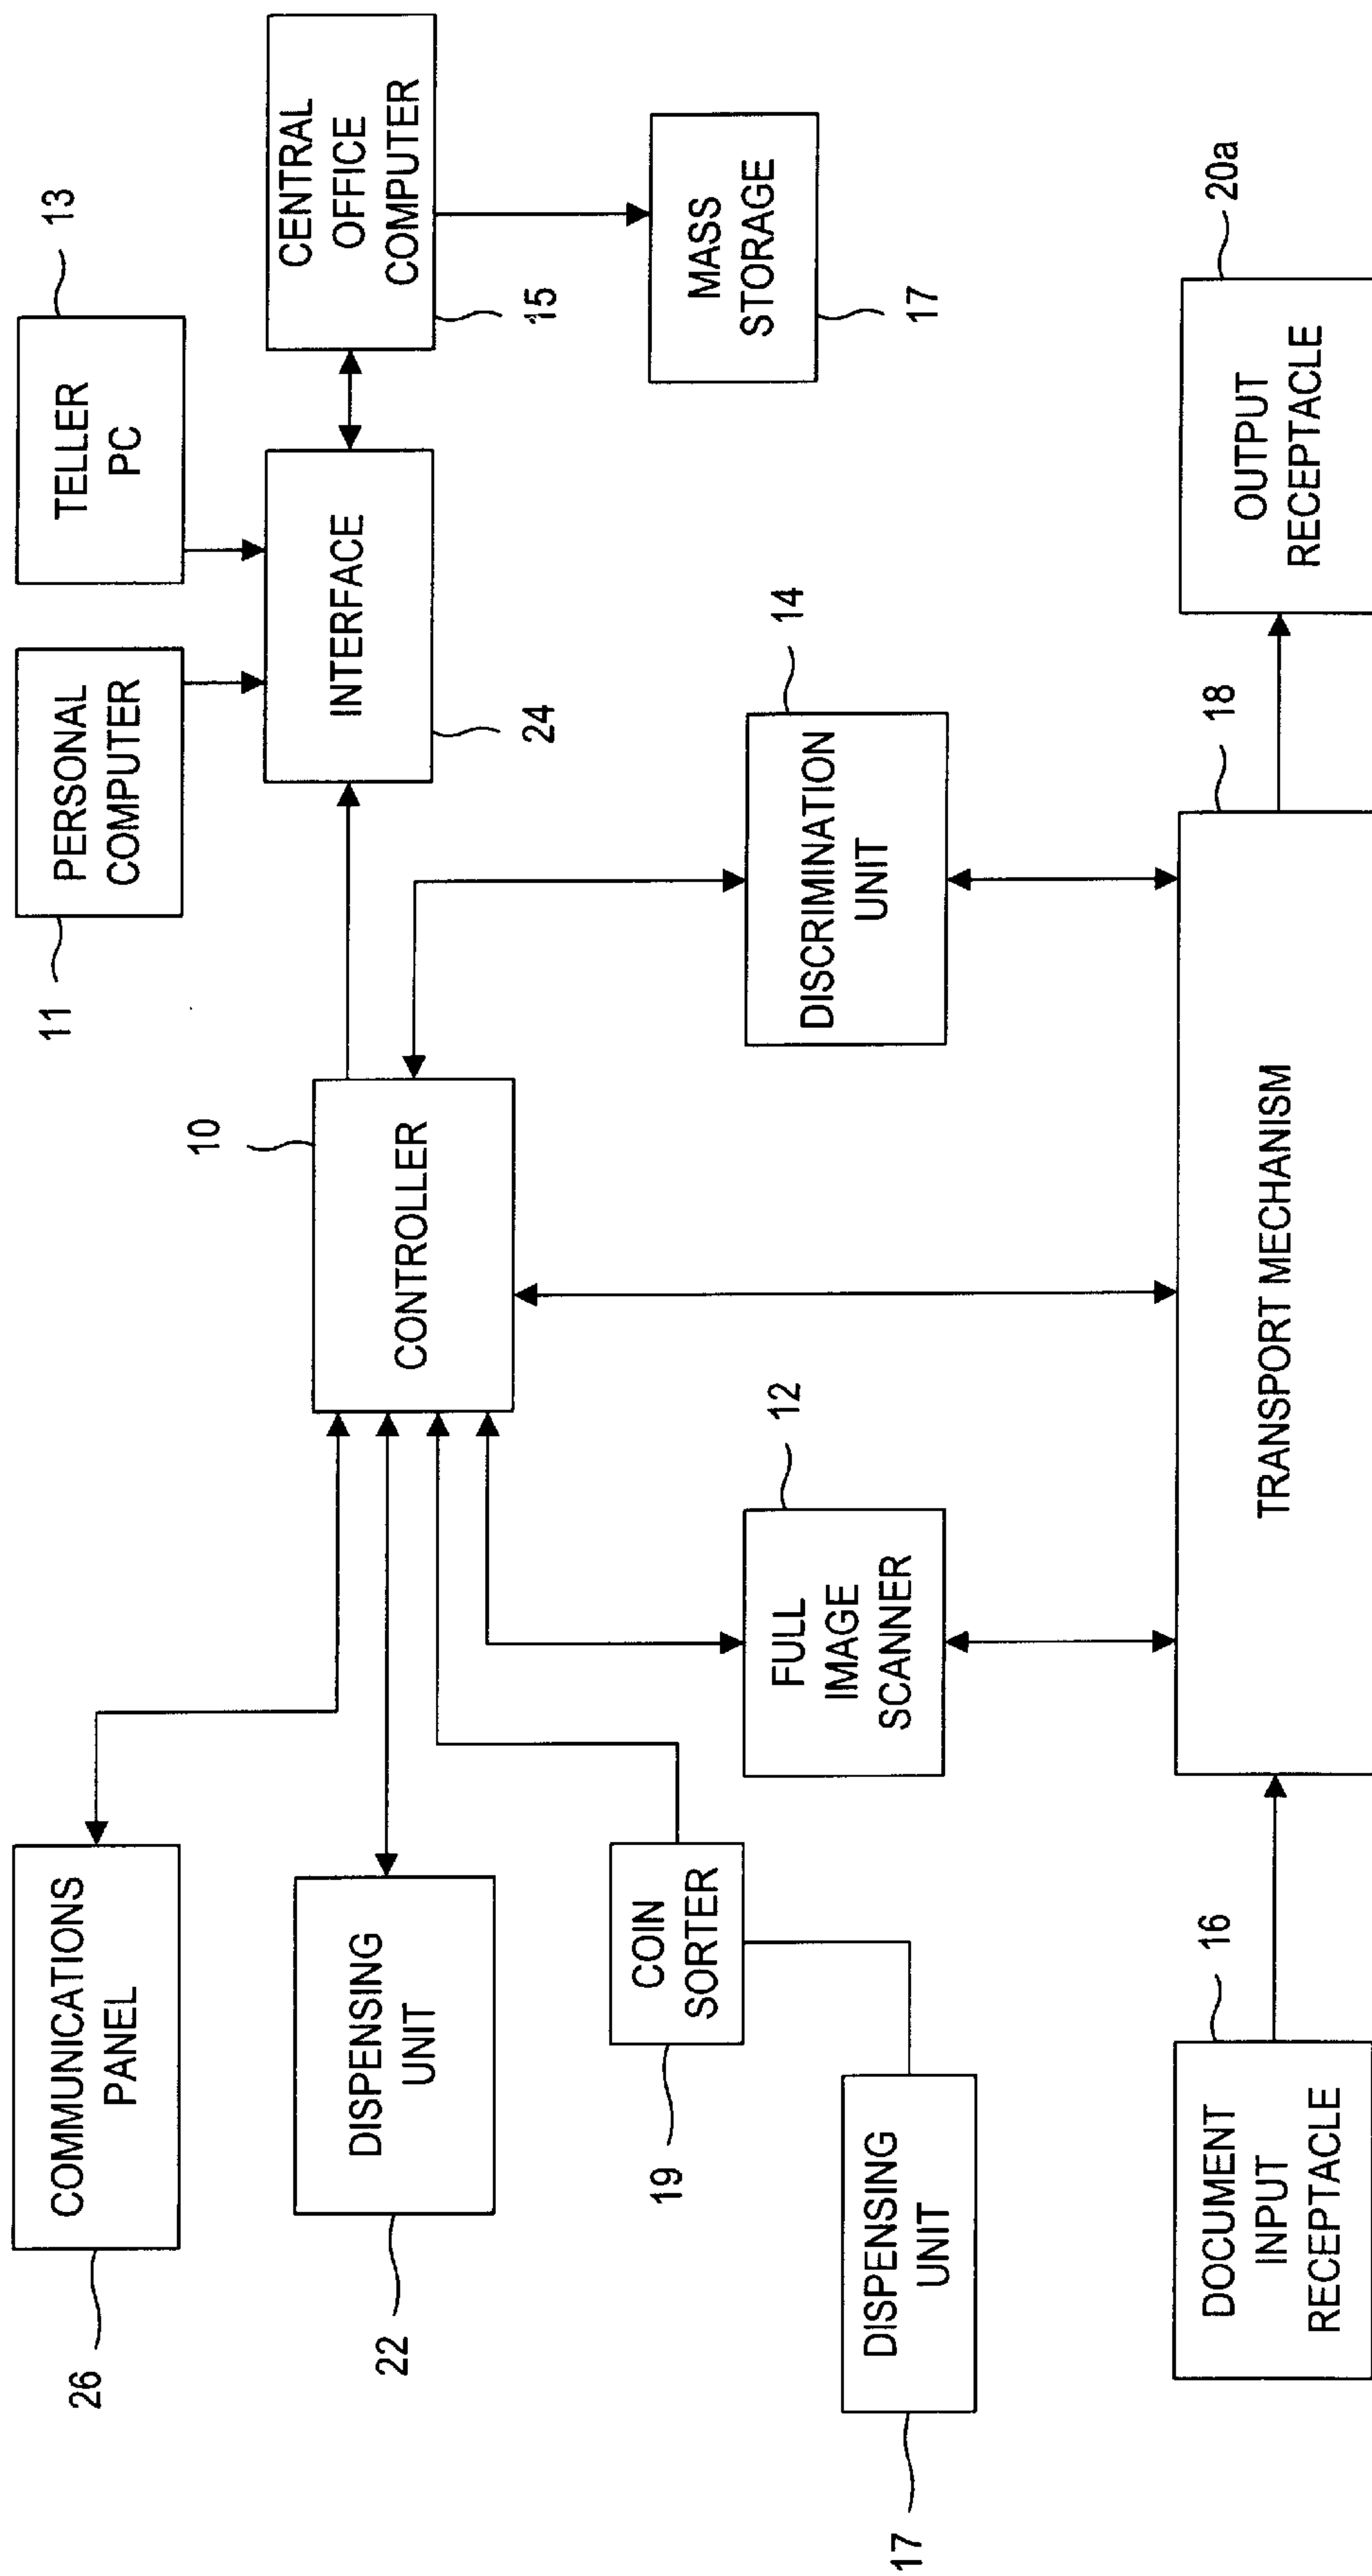 26
COMMUNICATIONS
PANEL
22
DISPENSING
UNIT
19
COIN
SORTER
17
DISPENSING
UNIT
16
DOCUMENT
INPUT
RECEPTACLE
12
FULL
IMAGE
SCANNER
10
CONTROLLER
14
DISCRIMINATION
UNIT
18
TRANSPORT MECHANISM
11
PERSONAL
COMPUTER
13
TELLER
PC
24
INTERFACE
15
CENTRAL
OFFICE
COMPUTER
17
MASS
STORAGE
20a
OUTPUT
RECEPTACLE